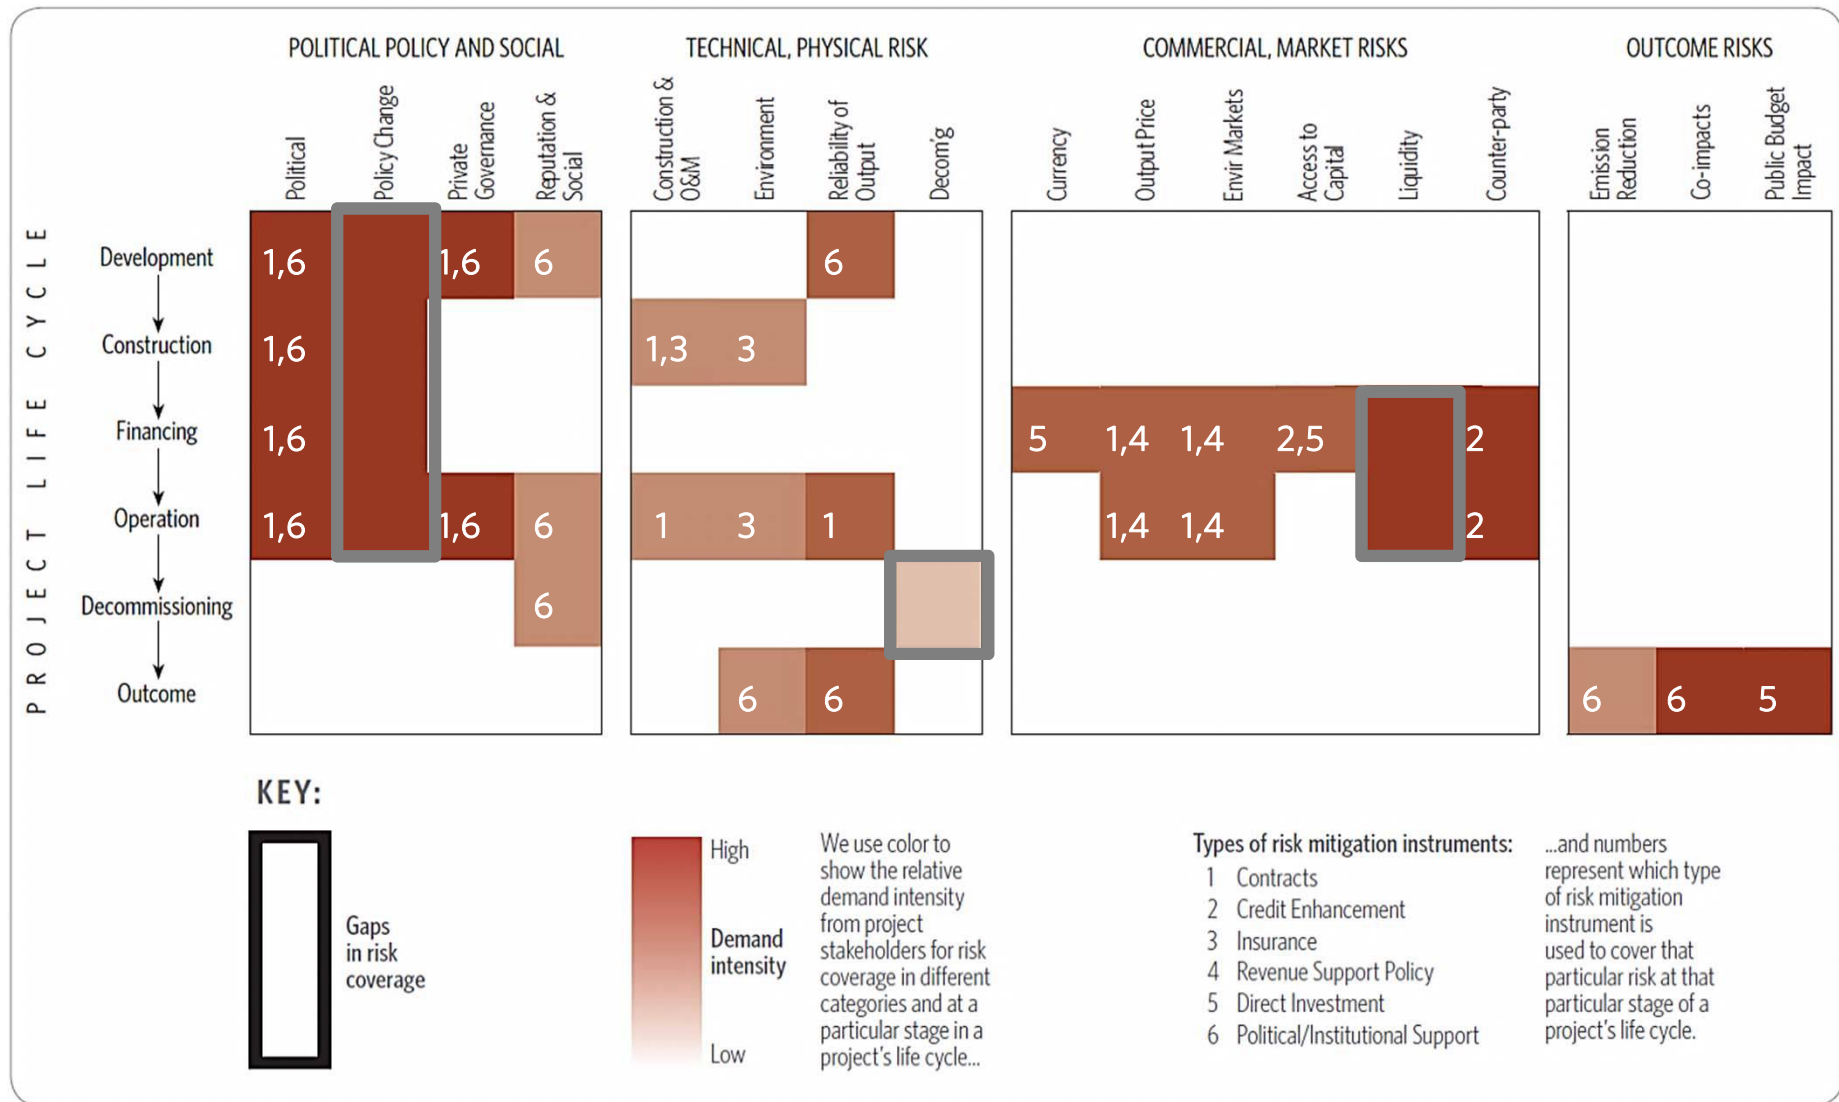 POLITICAL POLICY AND SOCIAL
TECHNICAL, PHYSICAL RISK
COMMERCIAL, MARKET RISKS
OUTCOME RISKS
Political
Policy Change
Private
Governance
Reputation &
Social
Construction &
O&M
Environment
Reliability of
Output
Decom'g
Currency
Output Price
Envir Markets
Access to
Capital
Liquidity
Counter-party
Emission
Reduction
Co-impacts
Public Budget
Impact
PROJECT LIFE CYCLE
Development
1,6
1,6
6
6
Construction
1,6
1,3
3
Financing
1,6
5
1,4
1,4
2,5
2
Operation
1,6
1,6
6
1
3
1
1,4
1,4
2
Decommissioning
6
Outcome
6
6
6
6
5
KEY:
Gaps
in risk
coverage
High
Demand
intensity
Low
We use color to
show the relative
demand intensity
from project
stakeholders for risk
coverage in different
categories and at a
particular stage in a
project's life cycle...
Types of risk mitigation instruments:
1 Contracts
2 Credit Enhancement
3 Insurance
4 Revenue Support Policy
5 Direct Investment
6 Political/Institutional Support
...and numbers
represent which type
of risk mitigation
instrument is
used to cover that
particular risk at that
particular stage of a
project's life cycle.